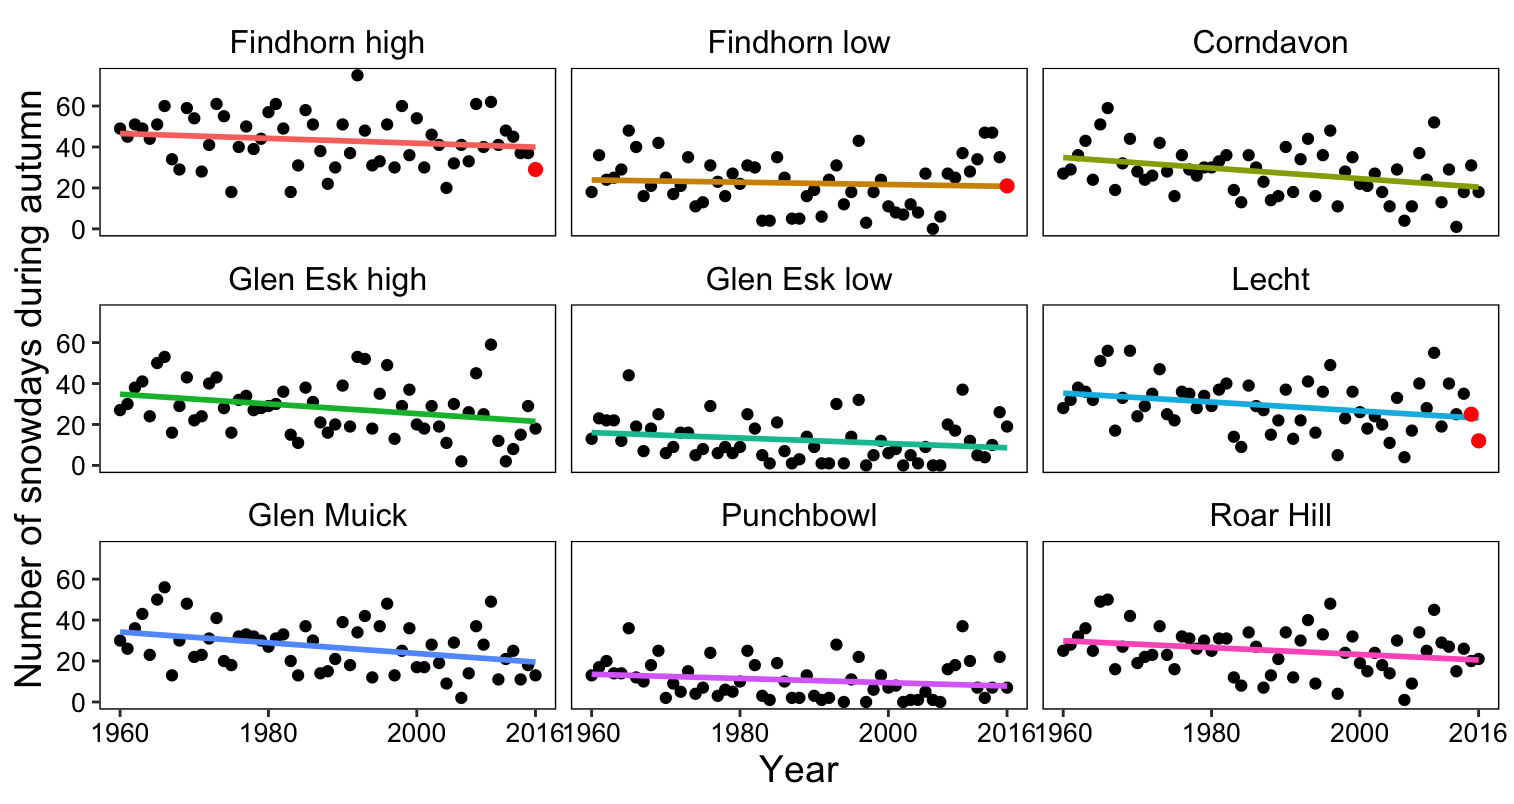 Findhorn high
Findhorn low
Corndavon
60
40
20
0
Glen Esk high
Glen Esk low
Lecht
60
40
20
0
Glen Muick
Punchbowl
Roar Hill
60
40
20
0
1960 1980 2000 2016
1960 1980 2000 2016
1960 1980 2000 2016
Year
Number of snowdays during autumn